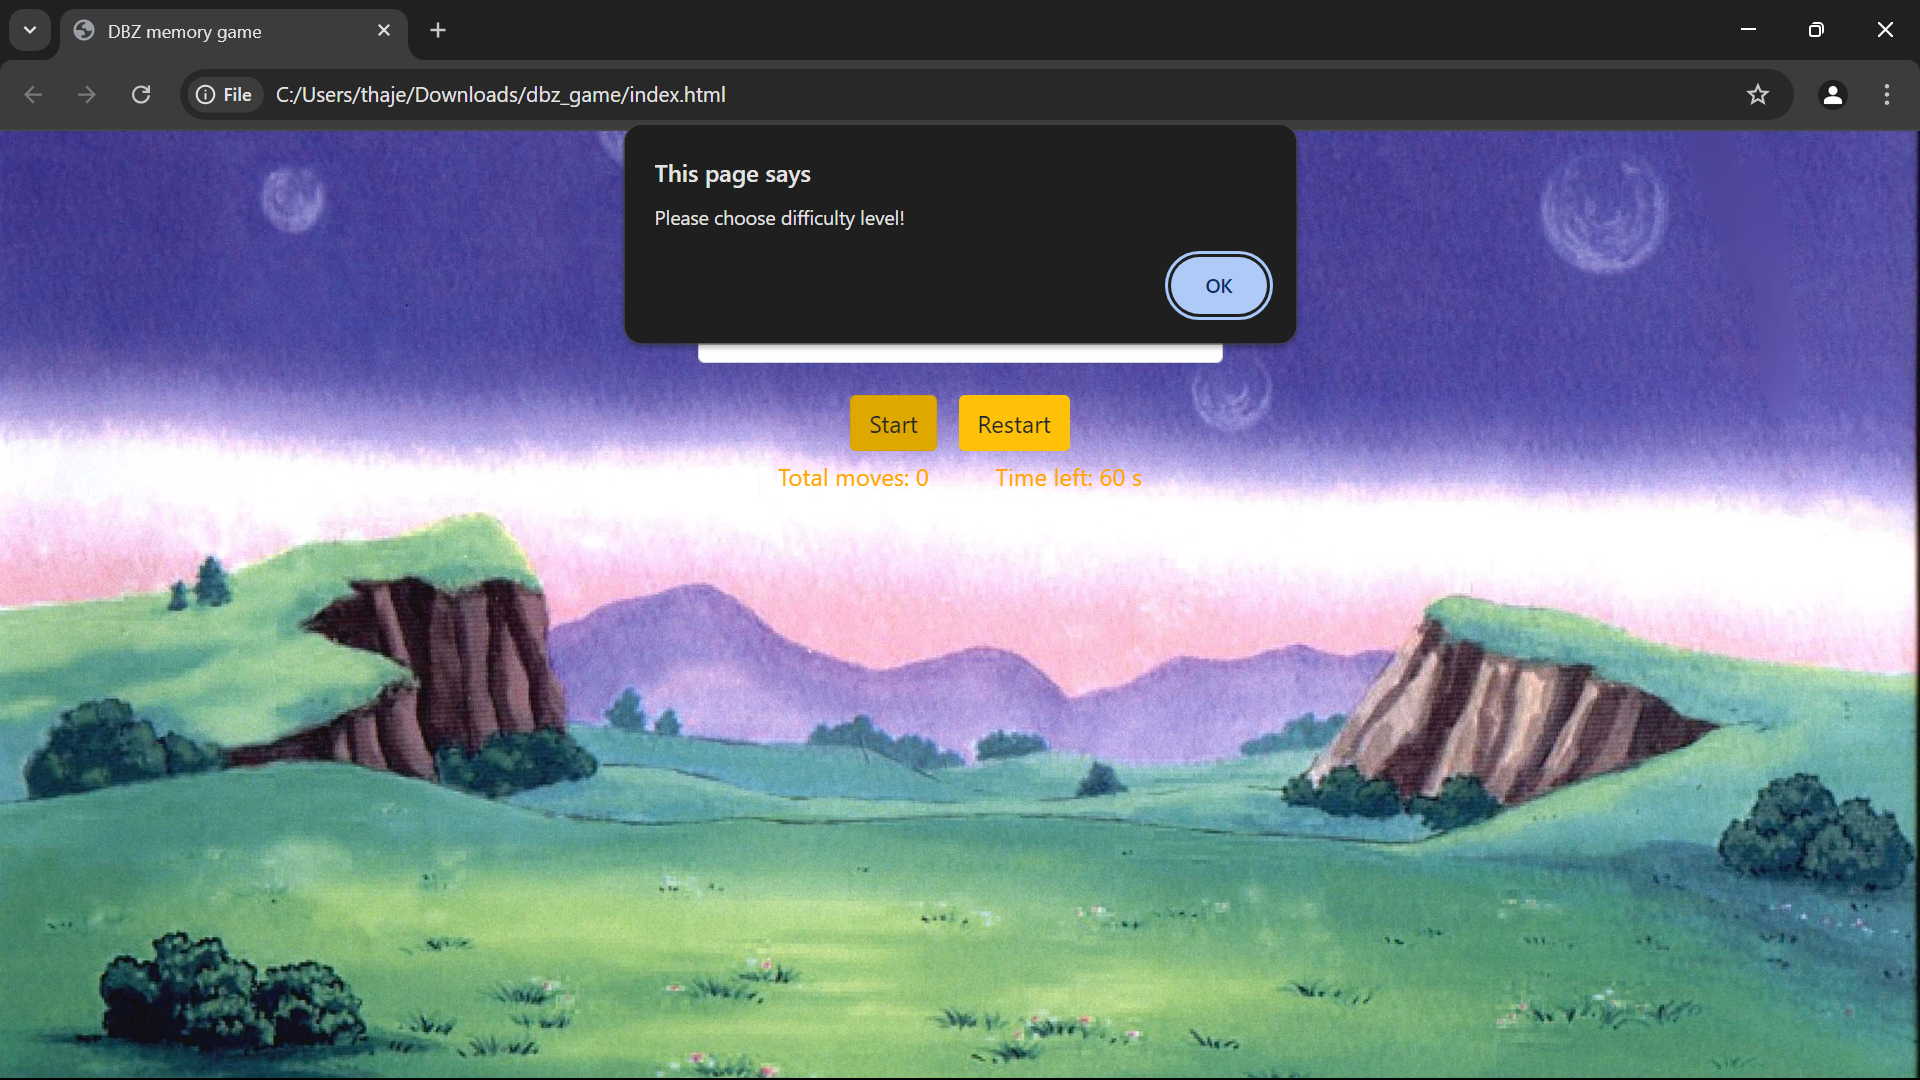 DBZ memory game
File
C:/Users/thaje/Downloads/dbz_game/index.html
This page says
Please choose difficulty level!
OK
Start Restart
Total moves: 0 Time left: 60 s